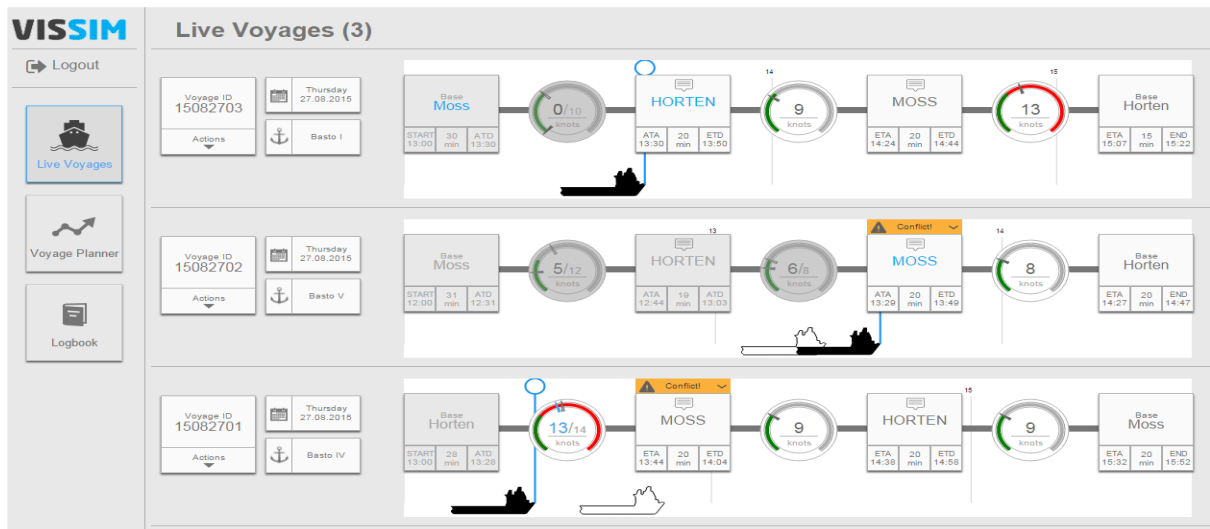 VISSIM
Live Voyages (3)
Logout
Live Voyages
Voyage Planner
Logbook
Voyage ID
15082703
Actions
Thursday
27.08.2015
Basto I
Base
Moss
START
13:00
30
min
ATD
13:30
0/10
knots
HORTEN
ATA
13:30
20
min
ETD
13:50
14
9
knots
MOSS
ETA
14:24
20
min
ETD
14:44
15
13
knots
Base
Horten
ETA
15:07
15
min
END
15:22
Voyage ID
15082702
Actions
Thursday
27.08.2015
Basto V
Base
Moss
START
12:00
31
min
ATD
12:31
5/12
knots
13
HORTEN
ATA
12:44
19
min
ATD
13:03
6/8
knots
Conflict!
MOSS
ATA
13:29
20
min
ETD
13:49
14
8
knots
Base
Horten
ETA
14:27
20
min
END
14:47
Voyage ID
15082701
Actions
Thursday
27.08.2015
Basto IV
Base
Horten
START
13:00
28
min
ATD
13:28
13/14
knots
Conflict!
MOSS
ETA
13:44
20
min
ETD
14:04
9
knots
HORTEN
ETA
14:38
20
min
ETD
14:58
15
9
knots
Base
Moss
ETA
15:32
20
min
END
15:52